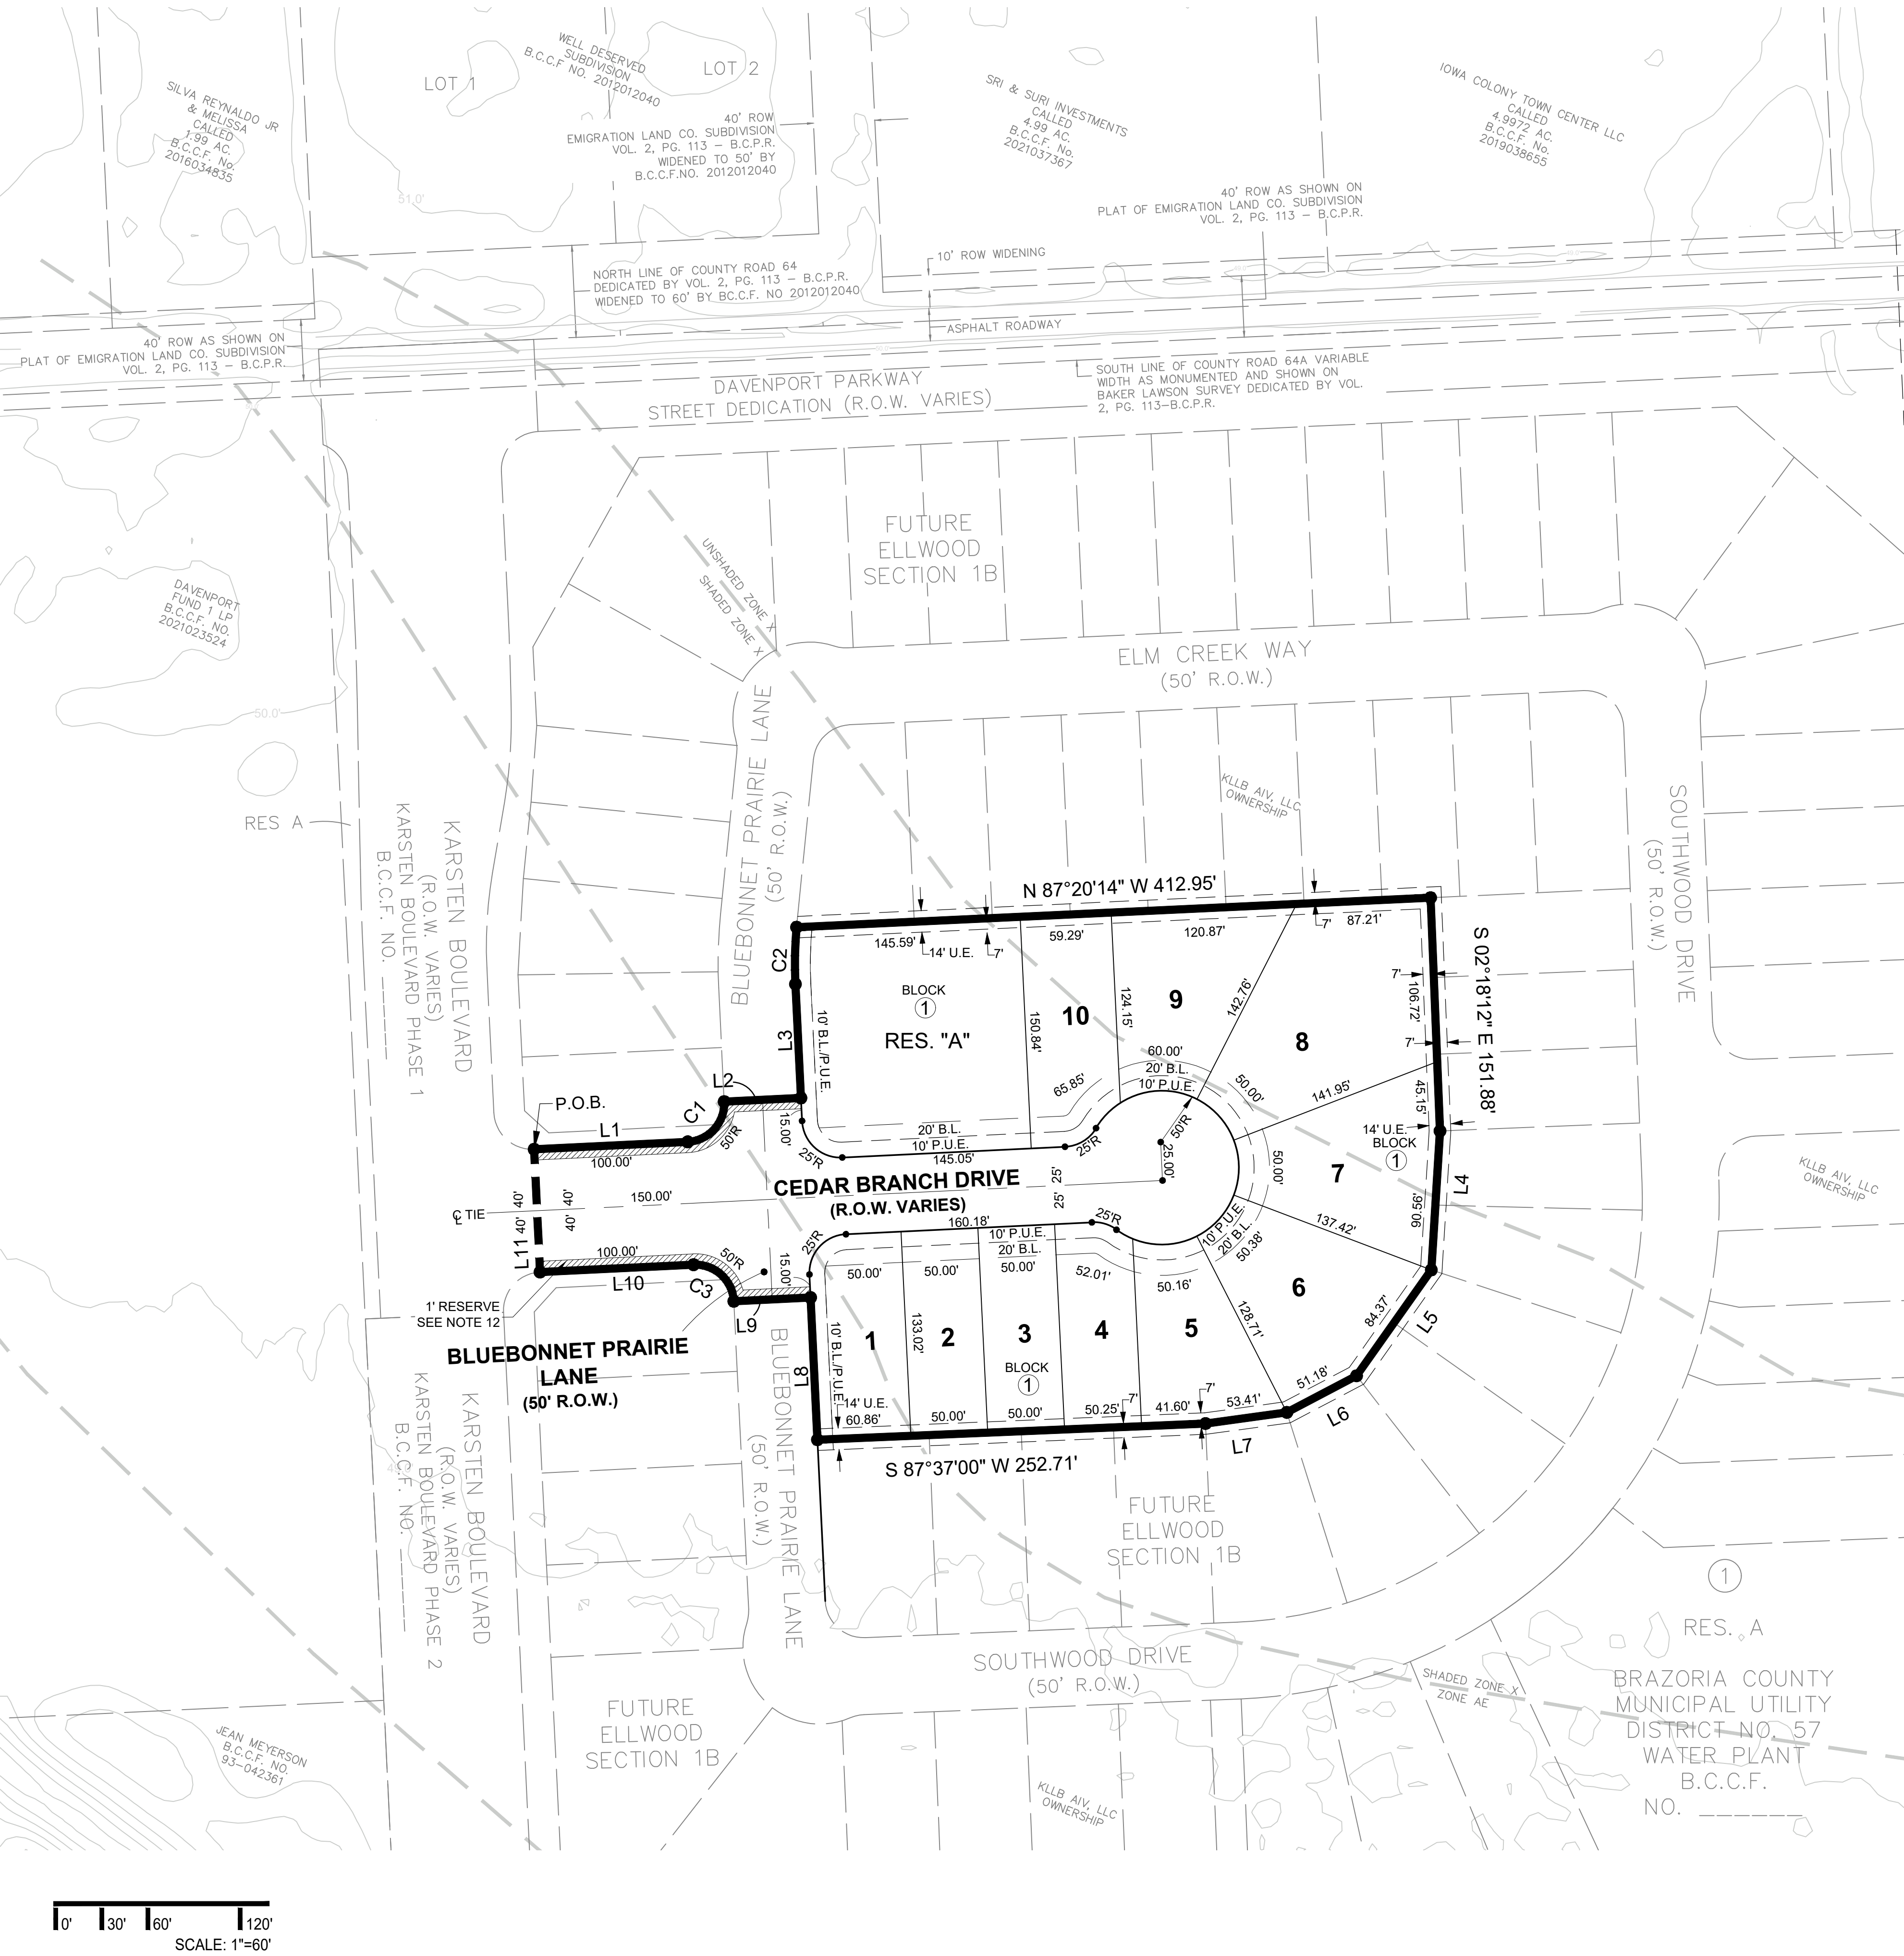 SILVA REYNALDO JR
& MELISSA
CALLED
1.99 AC.
B.C.C.F. No.
2016034835
LOT 1
WELL DESERVED
SUBDIVISION
B.C.C.F NO. 2012012040
LOT 2
40' ROW
EMIGRATION LAND CO. SUBDIVISION
VOL. 2, PG. 113 – B.C.P.R.
WIDENED TO 50' BY
B.C.C.F.NO. 2012012040
SRI & SURI INVESTMENTS
CALLED
4.99 AC.
B.C.C.F. No.
2021037367
IOWA COLONY TOWN CENTER LLC
CALLED
4.9972 AC.
B.C.C.F. No.
2019038655
51.0'
40' ROW AS SHOWN ON
PLAT OF EMIGRATION LAND CO. SUBDIVISION
VOL. 2, PG. 113 – B.C.P.R.
10' ROW WIDENING
NORTH LINE OF COUNTY ROAD 64
DEDICATED BY VOL. 2, PG. 113 – B.C.P.R.
WIDENED TO 60' BY BC.C.F. NO 2012012040
ASPHALT ROADWAY
40' ROW AS SHOWN ON
PLAT OF EMIGRATION LAND CO. SUBDIVISION
VOL. 2, PG. 113 – B.C.P.R.
DAVENPORT PARKWAY
STREET DEDICATION (R.O.W. VARIES)
SOUTH LINE OF COUNTY ROAD 64A VARIABLE
WIDTH AS MONUMENTED AND SHOWN ON
BAKER LAWSON SURVEY DEDICATED BY VOL.
2, PG. 113–B.C.P.R.
FUTURE
ELLWOOD
SECTION 1B
UNSHADED ZONE X
SHADED ZONE X
DAVENPORT
FUND 1 LP
B.C.C.F. NO.
2021023524
50.0'
ELM CREEK WAY
(50' R.O.W.)
BLUEBONNET PRAIRIE LANE
(50' R.O.W.)
KLLB AIV, LLC
OWNERSHIP
SOUTHWOOD DRIVE
(50' R.O.W.)
RES A
KARSTEN BOULEVARD
(R.O.W. VARIES)
KARSTEN BOULEVARD PHASE 1
B.C.C.F. NO. ______
N 87°20'14" W 412.95'
145.59'
14' U.E.
7'
59.29'
120.87'
7'
87.21'
C2
S 02°18'12" E 151.88'
7'
106.72'
BLOCK
1
RES. "A"
10
9
8
124.15'
142.76'
150.84'
L3
10' B.L./P.U.E.
7'
60.00'
20' B.L.
10' P.U.E.
65.85'
50.00'
141.95'
45.15'
L2
P.O.B.
C1
L1
50'R
100.00'
15.00'
25'R
20' B.L.
10' P.U.E.
145.05'
25'R
50'R
25.00'
50.00'
14' U.E.
BLOCK
1
7
L4
90.56'
KLLB AIV, LLC
OWNERSHIP
CEDAR BRANCH DRIVE
(R.O.W. VARIES)
25' 25'
150.00'
40' 40'
40' 40'
℄ TIE
L11
160.18'
25'R
25'R
10' P.U.E.
20' B.L.
10' P.U.E.
20' B.L.
50.38'
137.42'
100.00'
L10
50'R
C3
15.00'
L9
50.00'
50.00'
50.00'
52.01'
50.16'
6
1' RESERVE
SEE NOTE 12
BLUEBONNET PRAIRIE
LANE
(50' R.O.W.)
L8
10' B.L./P.U.E.
1
133.02'
2
3
4
5
128.71'
84.37'
L5
BLOCK
1
14' U.E.
60.86'
50.00'
50.00'
50.25'
7'
41.60'
7'
53.41'
51.18'
L6
L7
S 87°37'00" W 252.71'
KARSTEN BOULEVARD
(R.O.W. VARIES)
KARSTEN BOULEVARD PHASE 2
B.C.C.F. NO. ______
BLUEBONNET PRAIRIE LANE
(50' R.O.W.)
FUTURE
ELLWOOD
SECTION 1B
1
RES. A
SOUTHWOOD DRIVE
(50' R.O.W.)
SHADED ZONE X
ZONE AE
BRAZORIA COUNTY
MUNICIPAL UTILITY
DISTRICT NO. 57
WATER PLANT
B.C.C.F.
NO. ______
FUTURE
ELLWOOD
SECTION 1B
JEAN MEYERSON
B.C.C.F. NO.
93–042361
KLLB AIV, LLC
OWNERSHIP
0' 30' 60' 120'
SCALE: 1"=60'